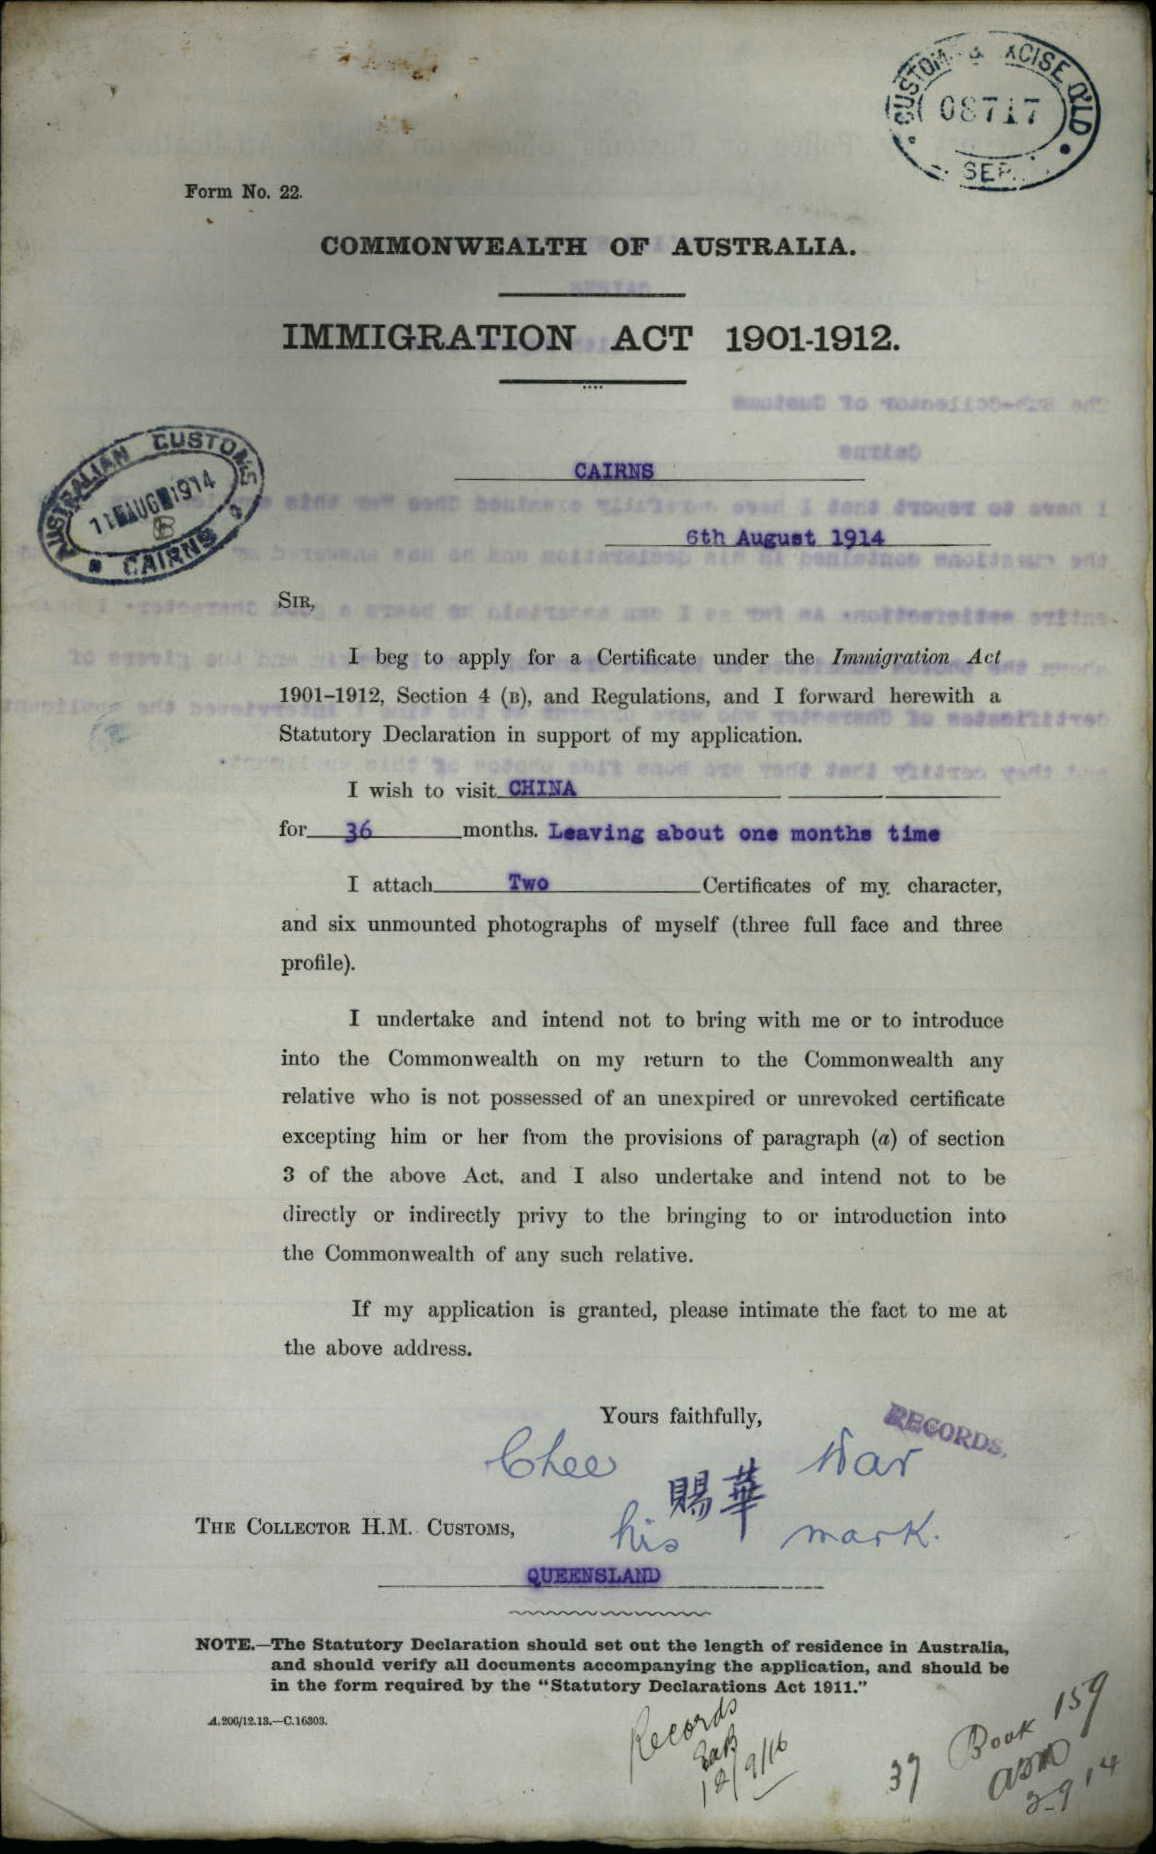 CUSTOMS & EXCISE Q'LD
08717
SEP.
Form No. 22.
COMMONWEALTH OF AUSTRALIA.
IMMIGRATION ACT 1901-1912.
AUSTRALIAN CUSTOMS
11 AUG 1914
B
CAIRNS
CAIRNS
6th August 1914
SIR,
I beg to apply for a Certificate under the Immigration Act
1901–1912, Section 4 (B), and Regulations, and I forward herewith a
Statutory Declaration in support of my application.
I wish to visit CHINA
for 36 months. Leaving about one months time
I attach Two Certificates of my character,
and six unmounted photographs of myself (three full face and three
profile).
I undertake and intend not to bring with me or to introduce
into the Commonwealth on my return to the Commonwealth any
relative who is not possessed of an unexpired or unrevoked certificate
excepting him or her from the provisions of paragraph (a) of section
3 of the above Act, and I also undertake and intend not to be
directly or indirectly privy to the bringing to or introduction into
the Commonwealth of any such relative.
If my application is granted, please intimate the fact to me at
the above address.
Yours faithfully,
RECORDS.
Chee War
賜華
THE COLLECTOR H.M. CUSTOMS,
his mark.
QUEENSLAND
NOTE.—The Statutory Declaration should set out the length of residence in Australia,
and should verify all documents accompanying the application, and should be
in the form required by the “Statutory Declarations Act 1911.”
A.200/12.13.—C.16303.
Records
12/9/16
37 Book 159
2-9 14